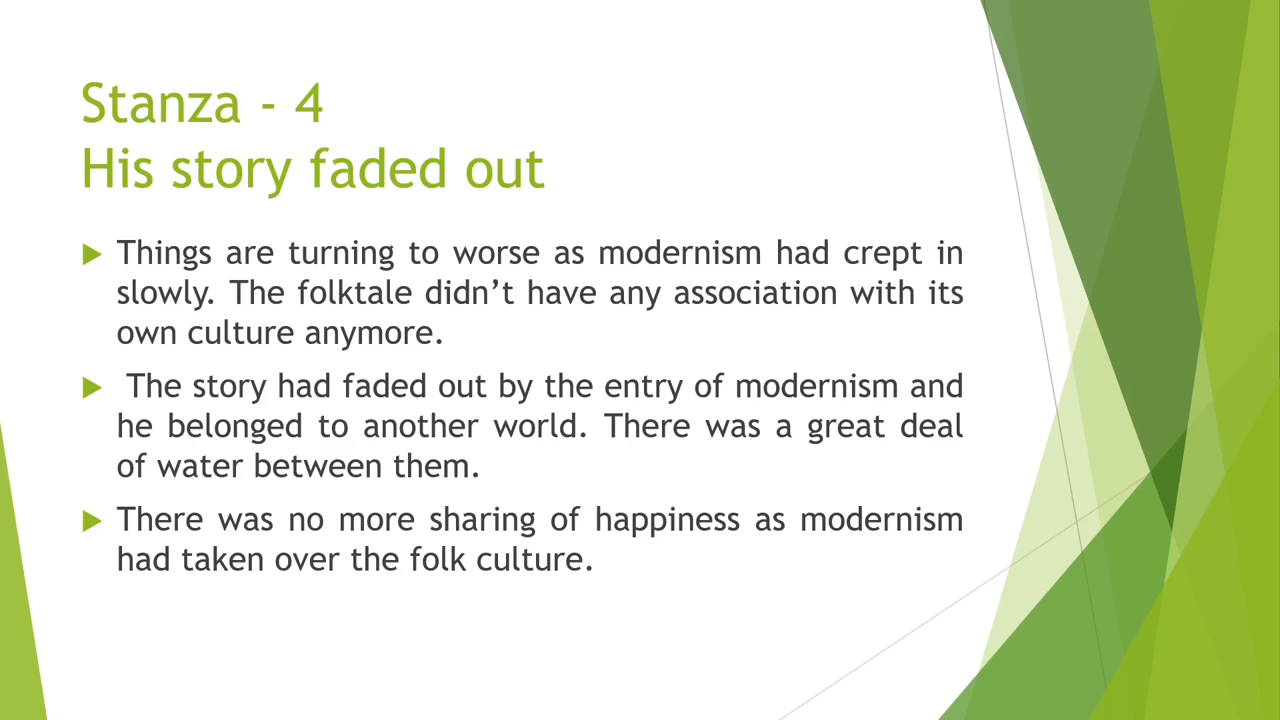 Stanza - 4
His story faded out
Things are turning to worse as modernism had crept in
slowly. The folktale didn’t have any association with its
own culture anymore.
The story had faded out by the entry of modernism and
he belonged to another world. There was a great deal
of water between them.
There was no more sharing of happiness as modernism
had taken over the folk culture.